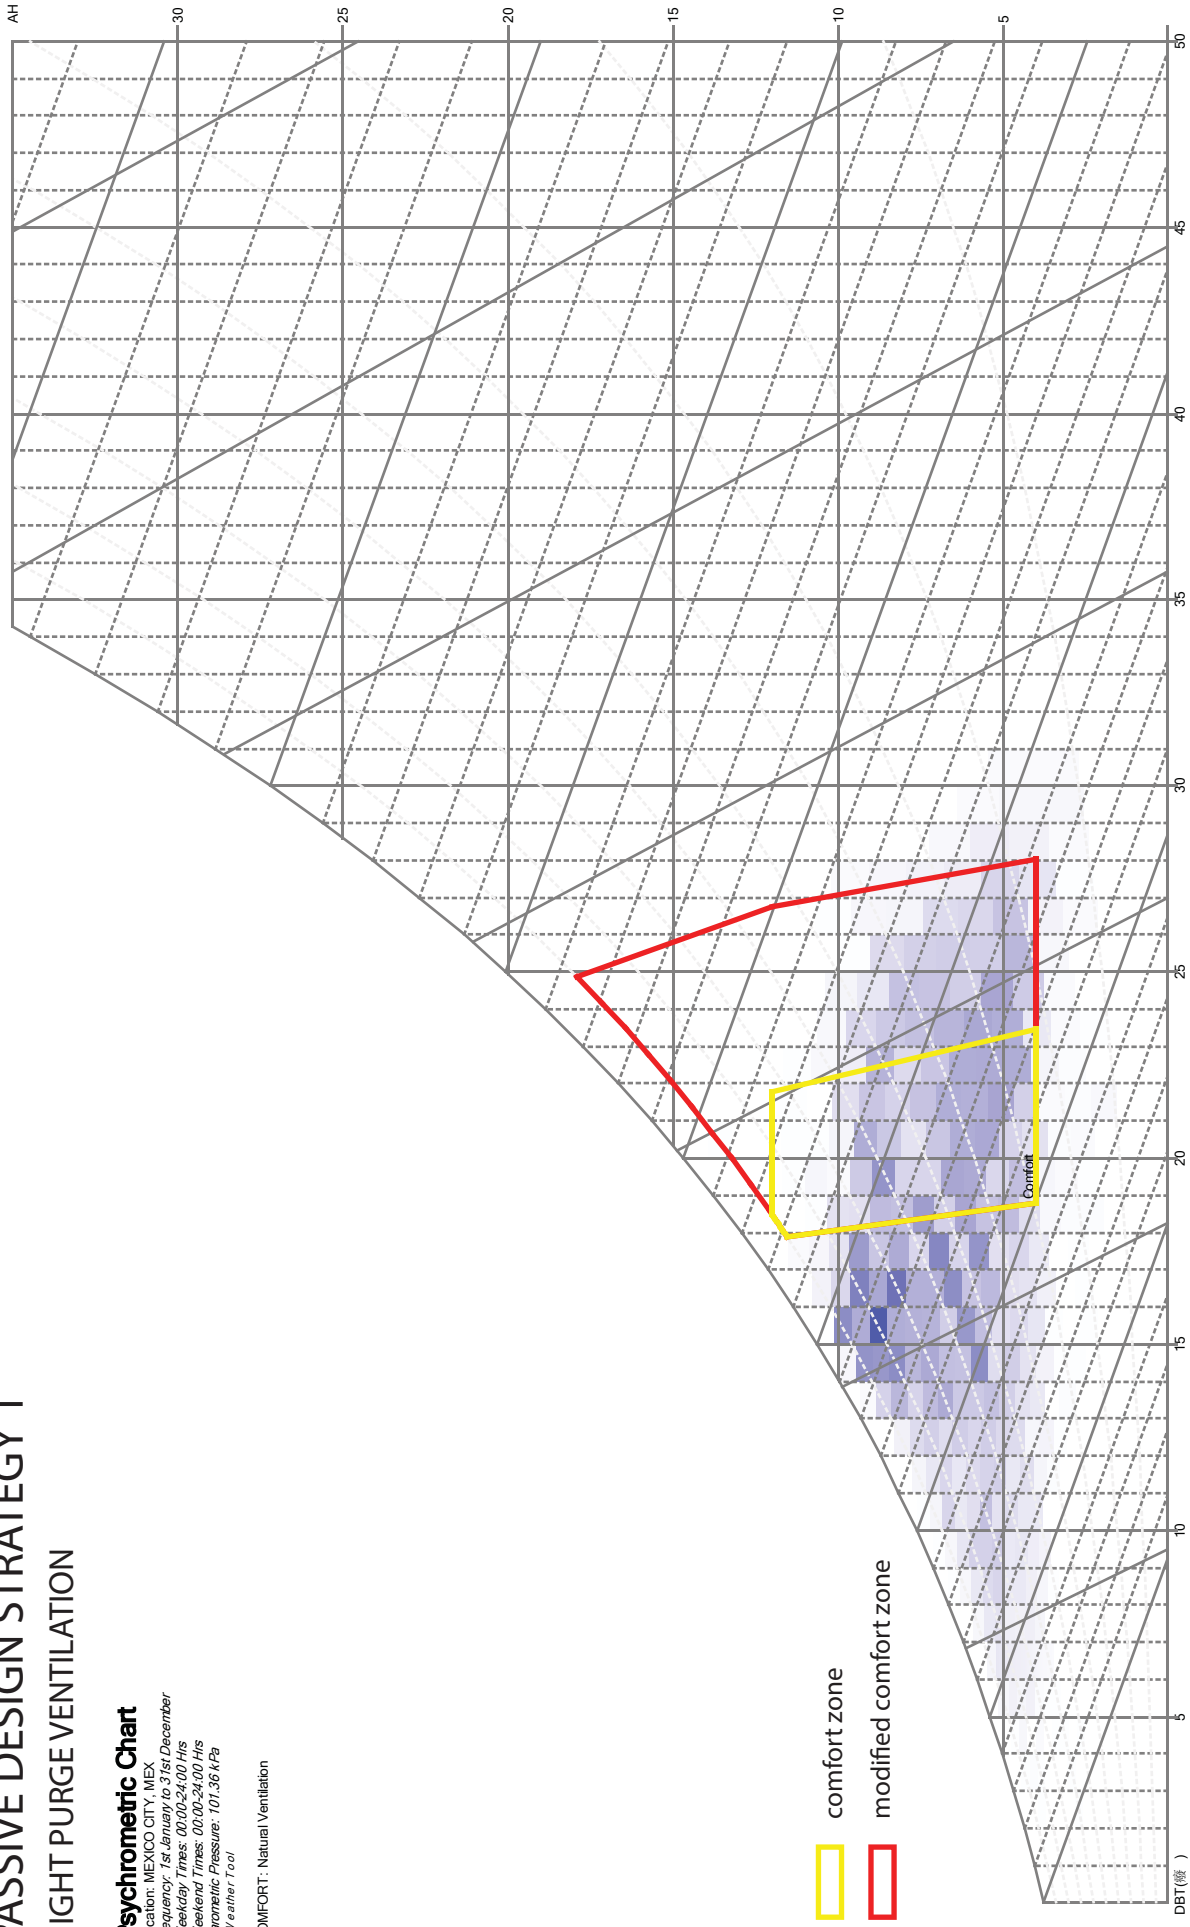 ASSIVE DESIGN STRATEGY 1
IGHT PURGE VENTILATION
sychrometric Chart
cation: MEXICO CITY, MEX
equency: 1st January to 31st December
eekday Times: 00:00-24:00 Hrs
eekend Times: 00:00-24:00 Hrs
rometric Pressure: 101.36 kPa
eather Tool
OMFORT: Natural Ventilation
comfort zone
modified comfort zone
Comfort
AH
30
25
20
15
10
5
DBT(癈 )
5
10
15
20
25
30
35
40
45
50